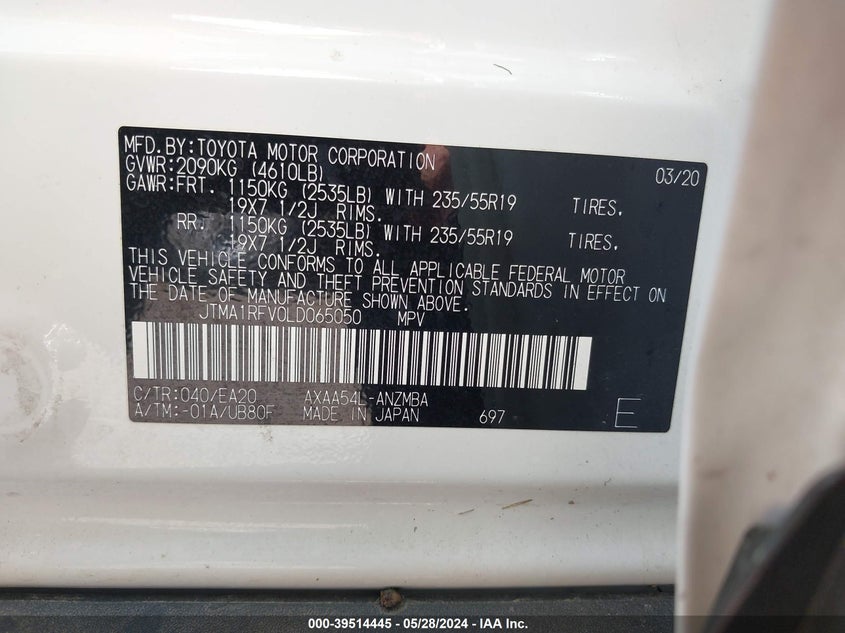 MFD.BY:TOYOTA MOTOR CORPORATION 03/20
GVWR:2090KG (4610LB)
GAWR:FRT. 1150KG (2535LB) WITH 235/55R19 TIRES.
19X7 1/2J RIMS.
RR. 1150KG (2535LB) WITH 235/55R19 TIRES.
19X7 1/2J RIMS.
THIS VEHICLE CONFORMS TO ALL APPLICABLE FEDERAL MOTOR
VEHICLE SAFETY AND THEFT PREVENTION STANDARDS IN EFFECT ON
THE DATE OF MANUFACTURE SHOWN ABOVE.
JTMA1RFV0LD065050 MPV
C/TR:040/EA20 AXAA54L-ANZMBA
A/TM:-01A/UB80F MADE IN JAPAN 697 E
000-39514445 - 05/28/2024 - IAA Inc.